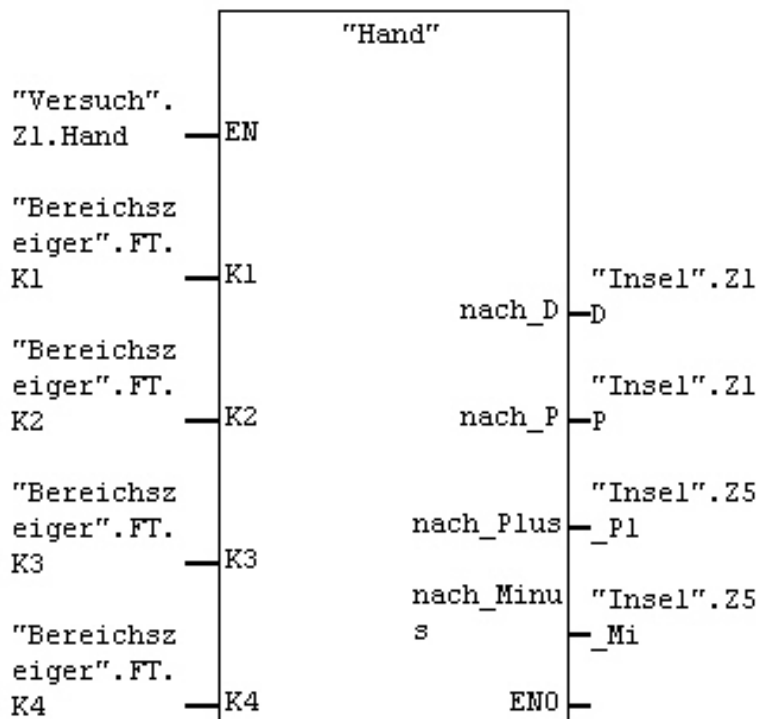 "Hand"
"Versuch".
Z1.Hand
EN
"Bereichsz
eiger".FT.
K1
K1
"Insel".Z1
nach_D
D
"Bereichsz
eiger".FT.
K2
K2
"Insel".Z1
nach_P
P
"Bereichsz
eiger".FT.
K3
K3
"Insel".Z5
nach_Plus
_Pl
nach_Minu
s
"Insel".Z5
_Mi
"Bereichsz
eiger".FT.
K4
K4
ENO